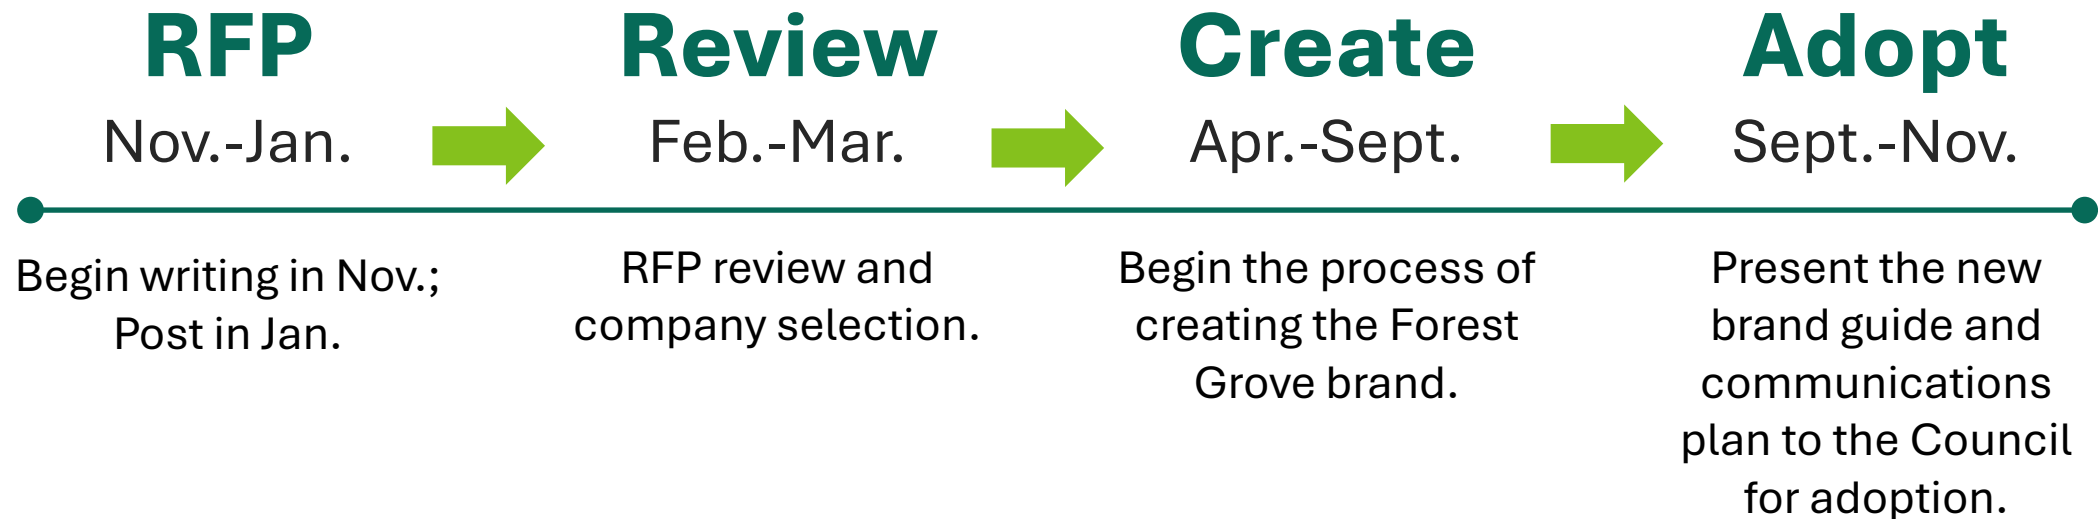 RFP
Nov.-Jan.
Begin writing in Nov.;
Post in Jan.
Review
Feb.-Mar.
RFP review and
company selection.
Create
Apr.-Sept.
Begin the process of
creating the Forest
Grove brand.
Adopt
Sept.-Nov.
Present the new
brand guide and
communications
plan to the Council
for adoption.